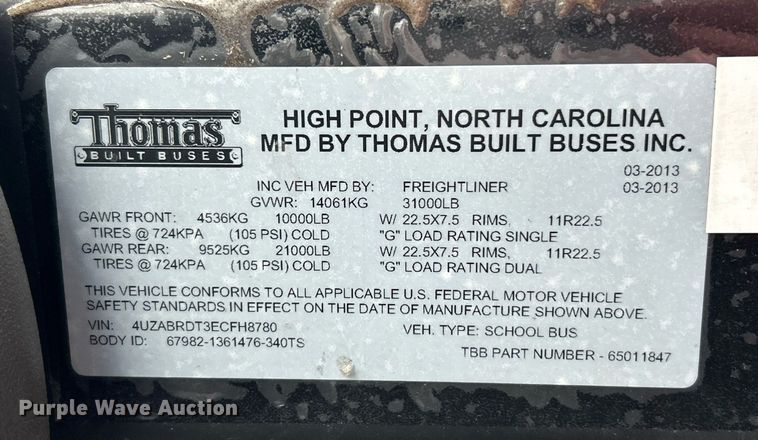 Thomas
BUILT BUSES
HIGH POINT, NORTH CAROLINA
MFD BY THOMAS BUILT BUSES INC.
03-2013
INC VEH MFD BY: FREIGHTLINER 03-2013
GVWR: 14061KG 31000LB
GAWR FRONT: 4536KG 10000LB W/ 22.5X7.5 RIMS, 11R22.5
TIRES @ 724KPA (105 PSI) COLD "G" LOAD RATING SINGLE
GAWR REAR: 9525KG 21000LB W/ 22.5X7.5 RIMS, 11R22.5
TIRES @ 724KPA (105 PSI) COLD "G" LOAD RATING DUAL
THIS VEHICLE CONFORMS TO ALL APPLICABLE U.S. FEDERAL MOTOR VEHICLE
SAFETY STANDARDS IN EFFECT ON THE DATE OF MANUFACTURE SHOWN ABOVE.
VIN: 4UZABRDT3ECFH8780 VEH. TYPE: SCHOOL BUS
BODY ID: 67982-1361476-340TS
TBB PART NUMBER - 65011847
Purple Wave Auction